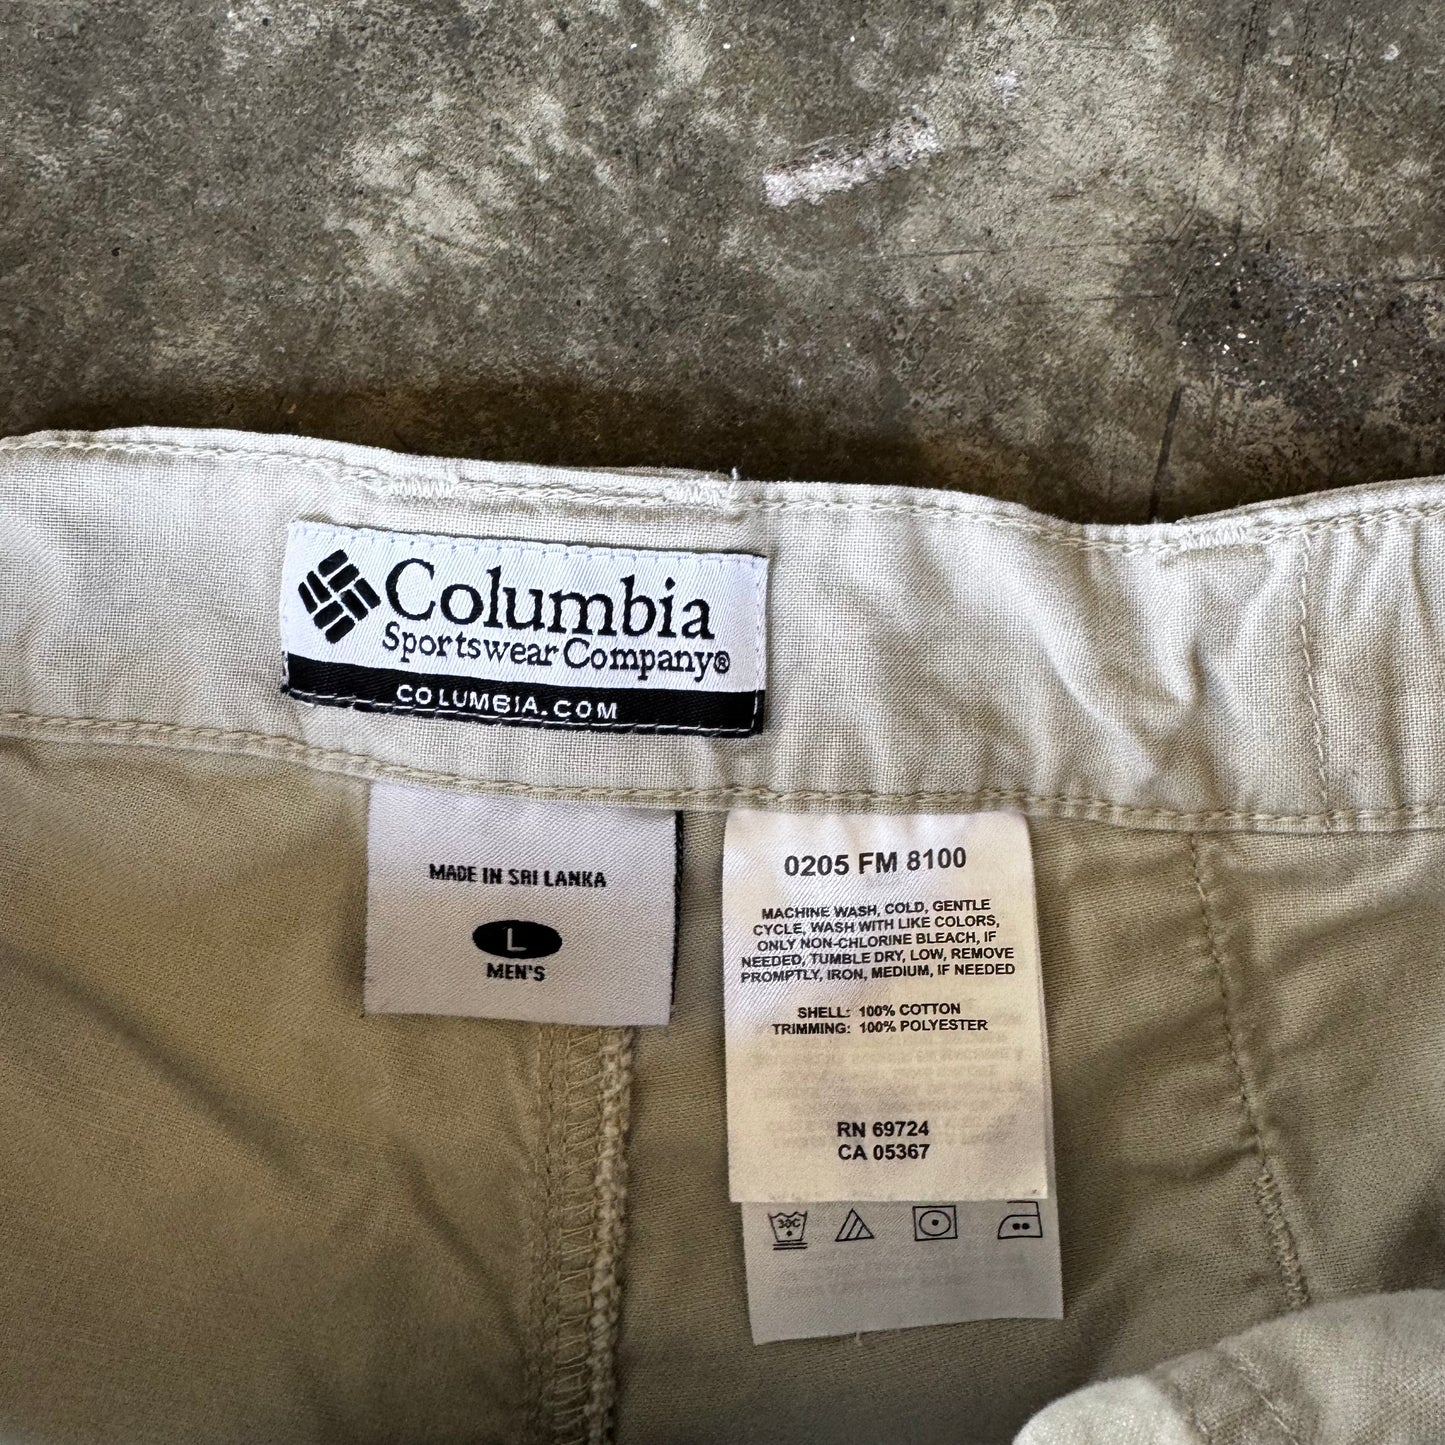 Columbia
Sportswear Company®
COLUMBIA.COM
MADE IN SRI LANKA
L
MEN'S
0205 FM 8100
MACHINE WASH, COLD, GENTLE
CYCLE, WASH WITH LIKE COLORS,
ONLY NON-CHLORINE BLEACH, IF
NEEDED, TUMBLE DRY, LOW, REMOVE
PROMPTLY, IRON, MEDIUM, IF NEEDED
SHELL: 100% COTTON
TRIMMING: 100% POLYESTER
RN 69724
CA 05367
30C